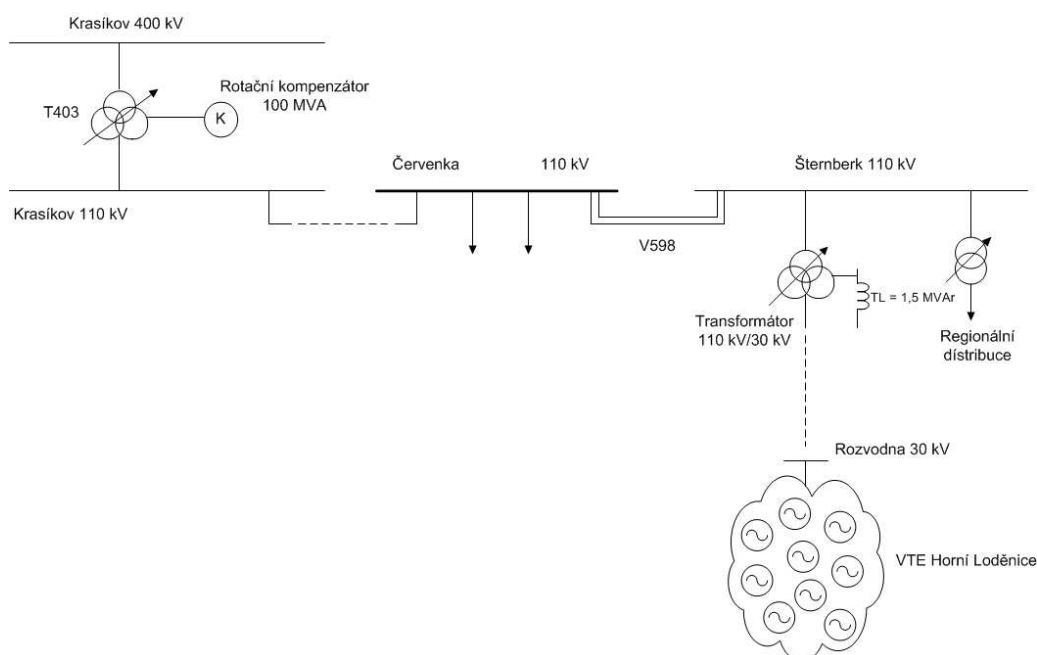 Krasíkov 400 kV
T403
Rotační kompenzátor
100 MVA
K
Krasíkov 110 kV
Červenka 110 kV
V598
Šternberk 110 kV
TL = 1,5 MVAr
Transformátor
110 kV/30 kV
Regionální
dístribuce
Rozvodna 30 kV
VTE Horní Loděnice